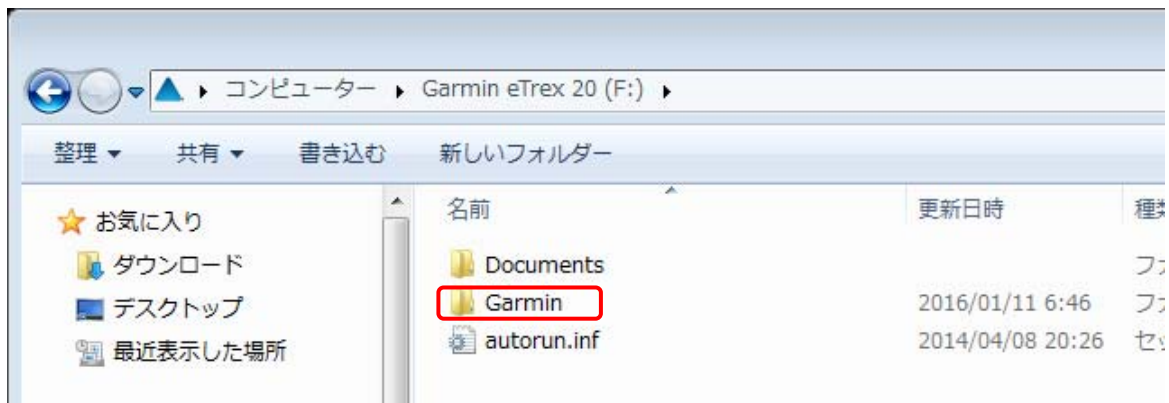 コンピューター Garmin eTrex 20 (F:)
整理 共有 書き込む 新しいフォルダー
名前 更新日時
お気に入り
ダウンロード
デスクトップ
最近表示した場所
Documents
Garmin 2016/01/11 6:46
autorun.inf 2014/04/08 20:26